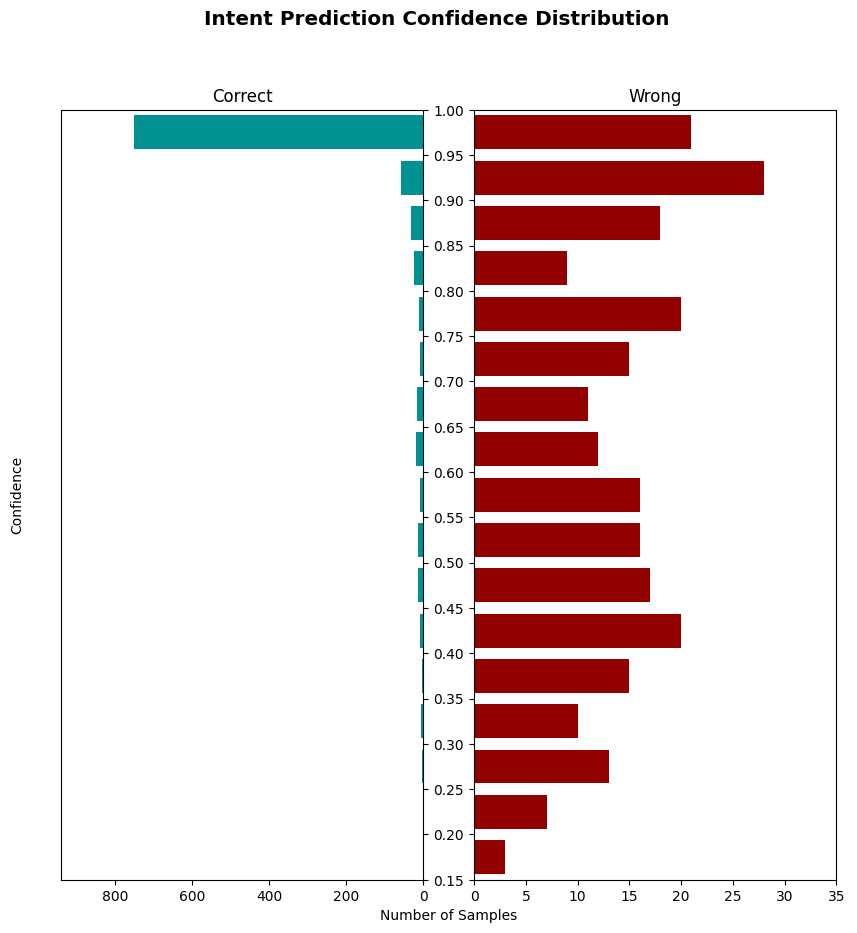 Intent Prediction Confidence Distribution
Correct
Wrong
1.00
0.95
0.90
0.85
0.80
0.75
0.70
0.65
0.60
0.55
0.50
0.45
0.40
0.35
0.30
0.25
0.20
0.15
Confidence
800 600 400 200 0
0 5 10 15 20 25 30 35
Number of Samples